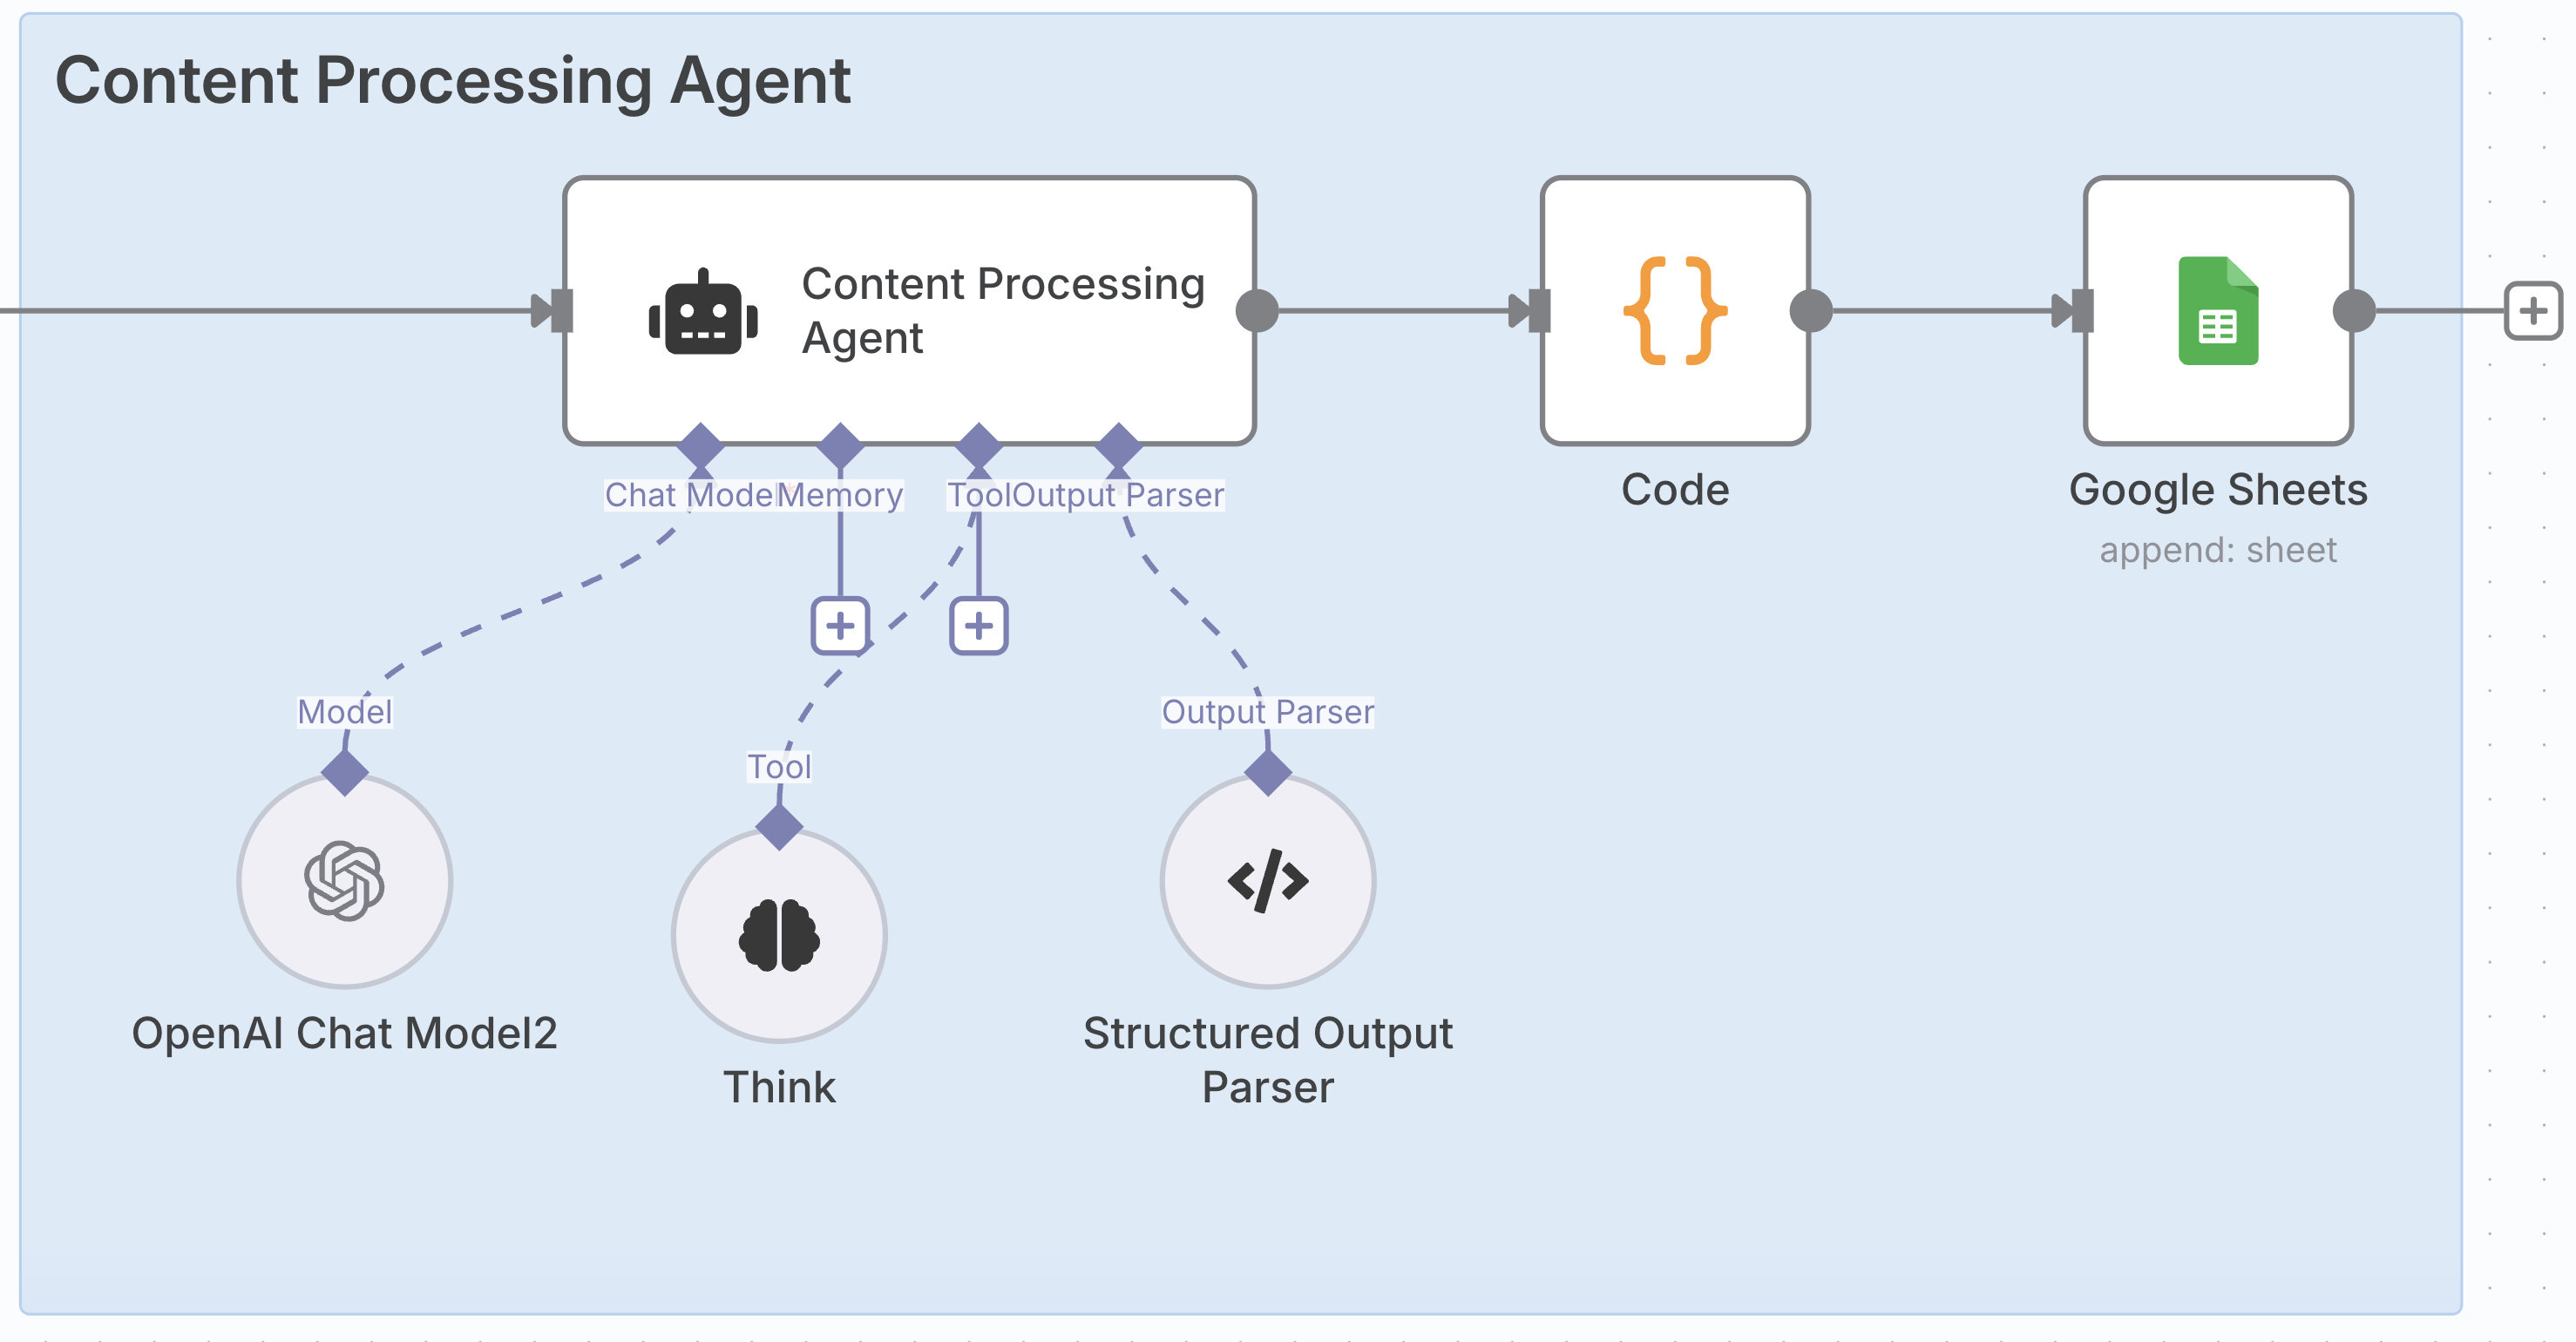 Content Processing Agent
Content Processing
Agent
Chat Model
Memory
Tool
Output Parser
Code
Google Sheets
append: sheet
Model
Output Parser
Tool
OpenAI Chat Model2
Structured Output
Parser
Think